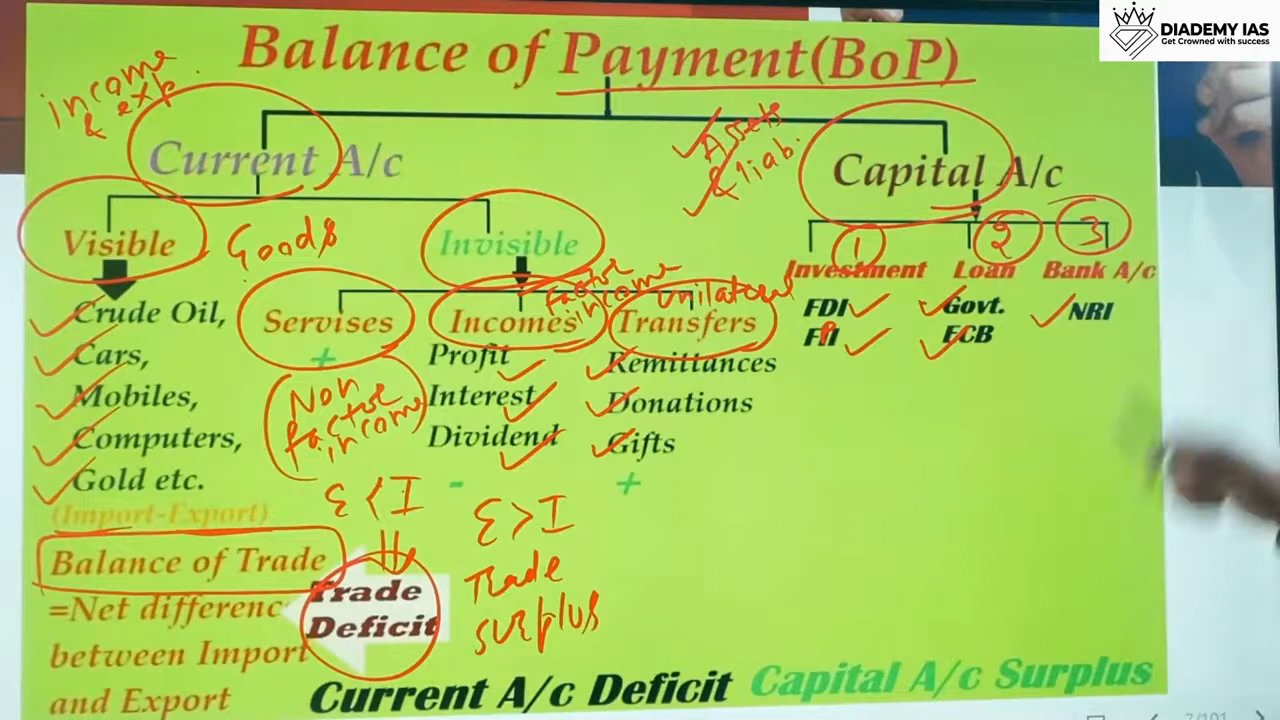 DIADEMY IAS
Get Crowned with success
Balance of Payment(BoP)
income
& exp.
Current A/c
Assets
& liab.
Capital A/c
Visible
Goods
Invisible
1
2
3
Investment
Loan
Bank A/c
Crude Oil,
Cars,
Mobiles,
Computers,
Gold etc.
(Import-Export)
Servises
+
Non
factor
income
factor
income
Incomes
Profit
Interest
Dividend
-
unilateral
Transfers
Remittances
Donations
Gifts
+
FDI
Govt.
ECB
NRI
Balance of Trade
=Net differenc
between Import
and Export
E < I
Trade
Deficit
E > I
Trade
surplus
Current A/c Deficit
Capital A/c Surplus